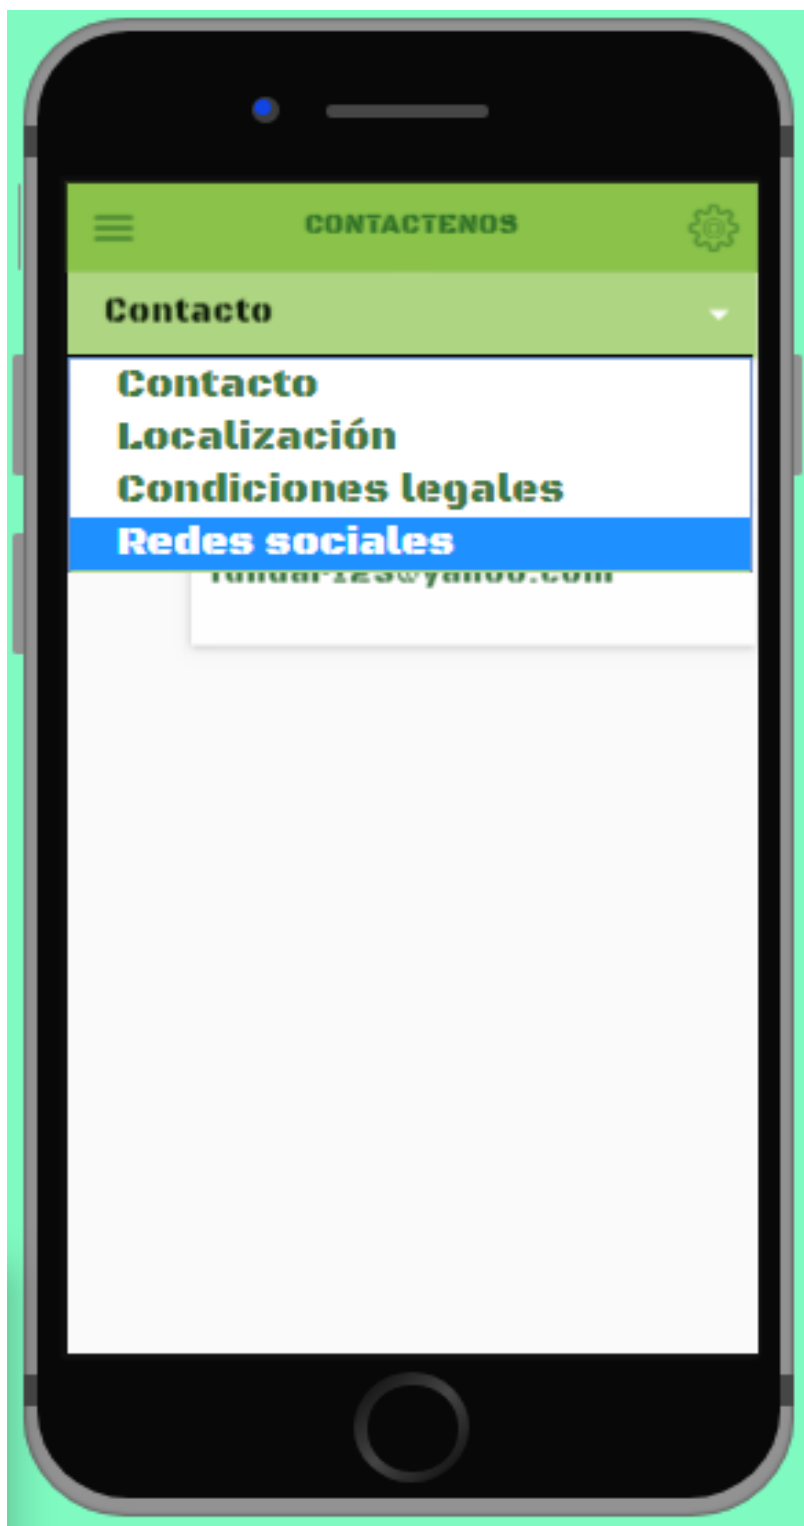 CONTACTENOS
Contacto
Contacto
Localización
Condiciones legales
Redes sociales